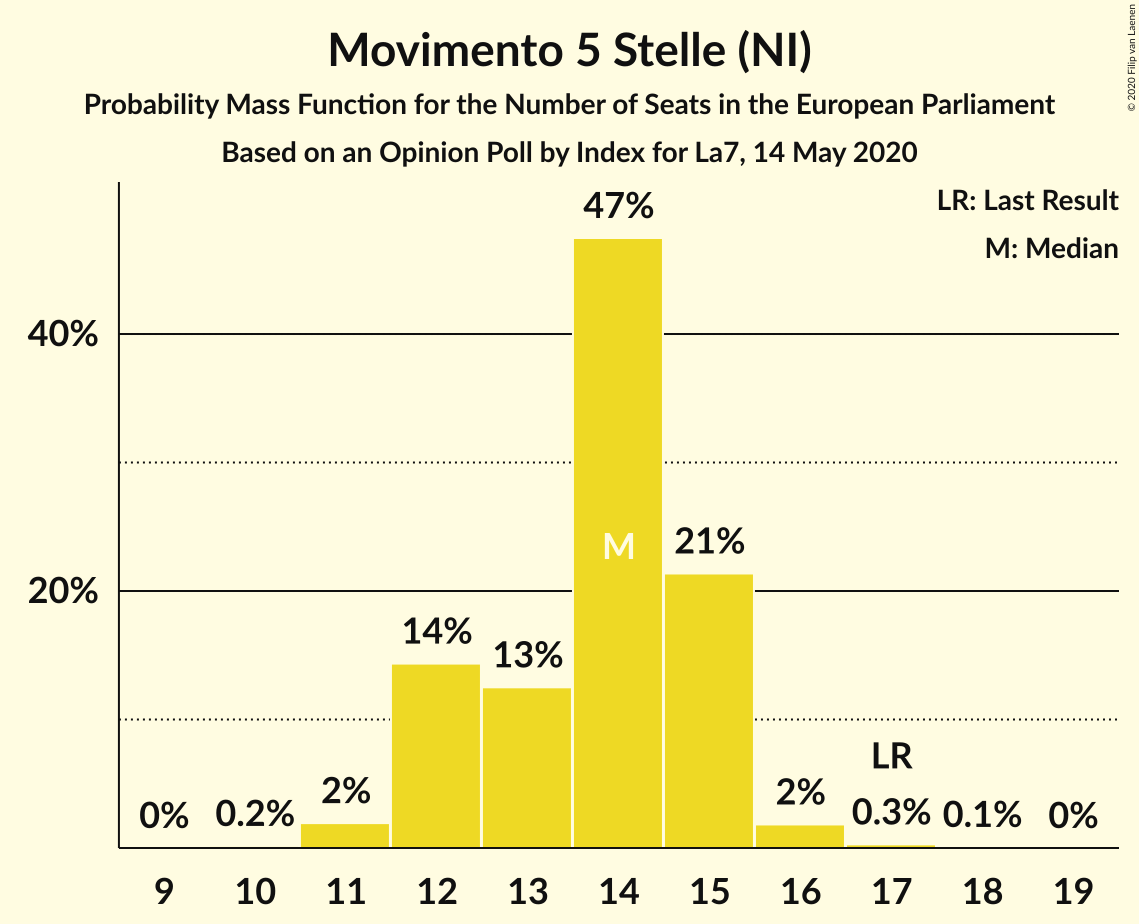 Movimento 5 Stelle (NI)
Probability Mass Function for the Number of Seats in the European Parliament
Based on an Opinion Poll by Index for La7, 14 May 2020
© 2020 Filip van Laenen
LR: Last Result
M: Median
47%
40%
M
21%
20%
14%
13%
LR
0%
0.2%
2%
2%
0.3%
0.1%
0%
9 10 11 12 13 14 15 16 17 18 19